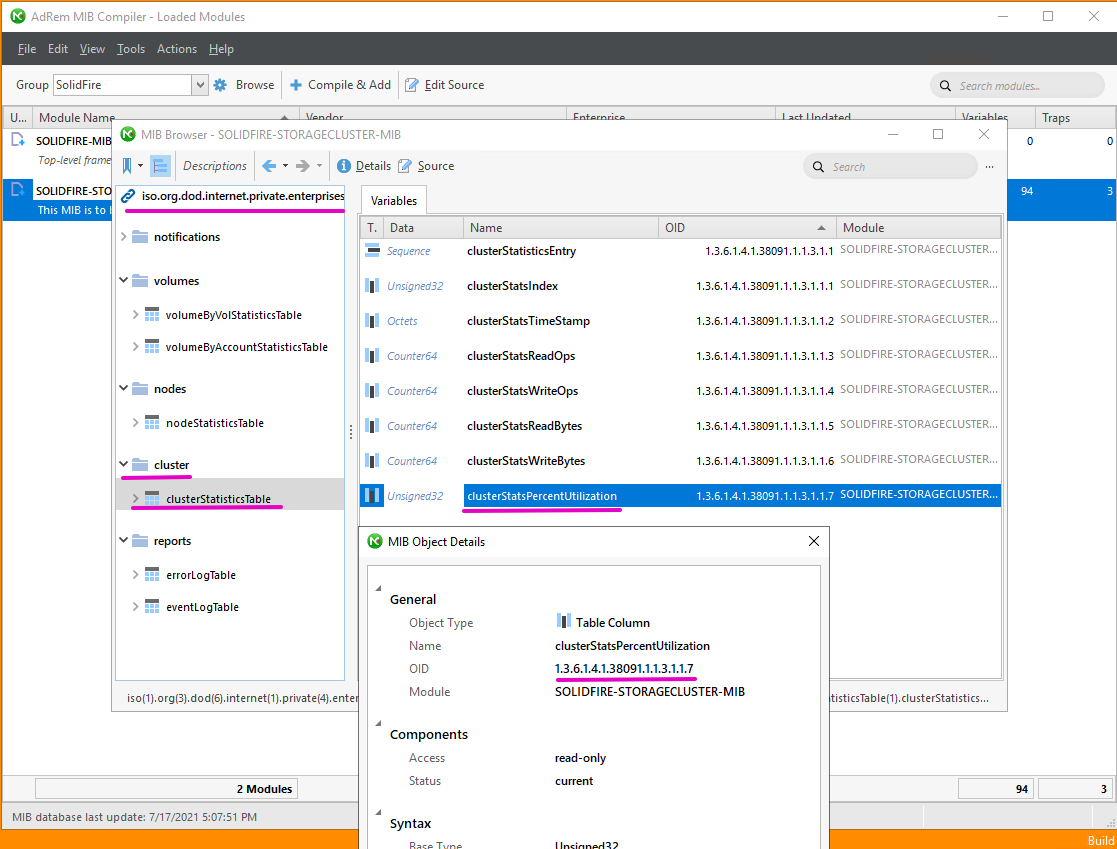 AdRem MIB Compiler - Loaded Modules
File Edit View Tools Actions Help
Group SolidFire Browse Compile & Add Edit Source Search modules...
U... Module Name Vendor Enterprise Last Updated Variables Traps
SOLIDFIRE-MIB 0 0
Top-level frame
SOLIDFIRE-STO 94 3
This MIB is to
MIB Browser - SOLIDFIRE-STORAGECLUSTER-MIB
Descriptions Details Source Search ...
iso.org.dod.internet.private.enterprises
notifications
volumes
volumeByVolStatisticsTable
volumeByAccountStatisticsTable
nodes
nodeStatisticsTable
cluster
clusterStatisticsTable
reports
errorLogTable
eventLogTable
Variables
T. Data Name OID Module
Sequence clusterStatisticsEntry 1.3.6.1.4.1.38091.1.1.3.1.1 SOLIDFIRE-STORAGECLUSTER...
Unsigned32 clusterStatsIndex 1.3.6.1.4.1.38091.1.1.3.1.1.1 SOLIDFIRE-STORAGECLUSTER...
Octets clusterStatsTimeStamp 1.3.6.1.4.1.38091.1.1.3.1.1.2 SOLIDFIRE-STORAGECLUSTER...
Counter64 clusterStatsReadOps 1.3.6.1.4.1.38091.1.1.3.1.1.3 SOLIDFIRE-STORAGECLUSTER...
Counter64 clusterStatsWriteOps 1.3.6.1.4.1.38091.1.1.3.1.1.4 SOLIDFIRE-STORAGECLUSTER...
Counter64 clusterStatsReadBytes 1.3.6.1.4.1.38091.1.1.3.1.1.5 SOLIDFIRE-STORAGECLUSTER...
Counter64 clusterStatsWriteBytes 1.3.6.1.4.1.38091.1.1.3.1.1.6 SOLIDFIRE-STORAGECLUSTER...
Unsigned32 clusterStatsPercentUtilization 1.3.6.1.4.1.38091.1.1.3.1.1.7 SOLIDFIRE-STORAGECLUSTER...
iso(1).org(3).dod(6).internet(1).private(4).enter tisticsTable(1).clusterStatistics...
MIB Object Details
General
Object Type Table Column
Name clusterStatsPercentUtilization
OID 1.3.6.1.4.1.38091.1.1.3.1.1.7
Module SOLIDFIRE-STORAGECLUSTER-MIB
Components
Access read-only
Status current
Syntax
Base Type Unsigned32
2 Modules 94 3
MIB database last update: 7/17/2021 5:07:51 PM
Build